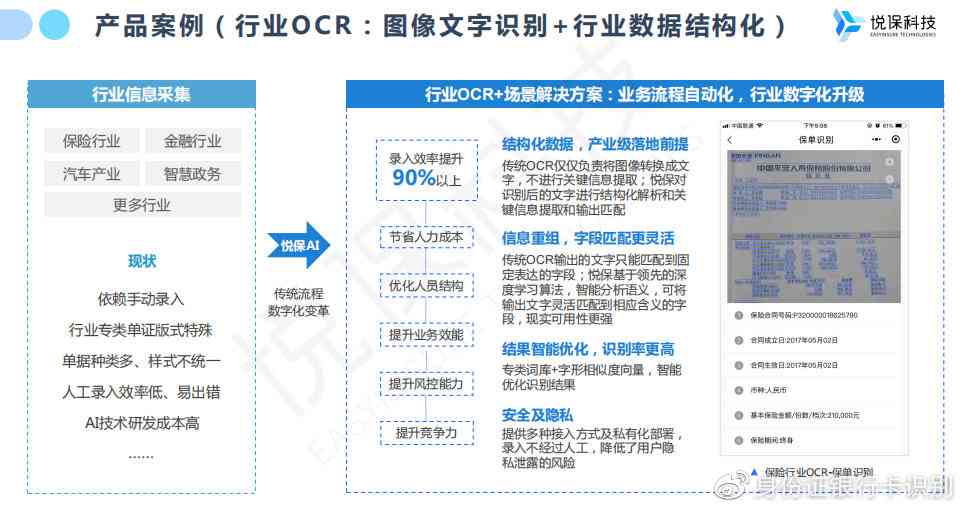 产品案例（行业OCR：图像文字识别+行业数据结构化）
悦保科技
EASYINSURE TECHNOLOGIES
行业信息采集
保险行业
金融行业
汽车产业
智慧政务
更多行业
现状
依赖手动录入
行业专类单证版式特殊
单据种类多、样式不统一
人工录入效率低、易出错
AI技术研发成本高
......
悦保AI
传统流程
数字化变革
行业OCR+场景解决方案：业务流程自动化，行业数字化升级
录入效率提升
90%以上
节省人力成本
优化人员结构
提升业务效能
提升风控能力
提升竞争力
结构化数据，产业级落地前提
传统OCR仅仅负责将图像转换成文
字，不进行关键信息提取；悦保对
识别后的文字进行结构化解析和关
键信息提取和输出匹配
信息重组，字段匹配更灵活
传统OCR输出的文字只能匹配到固
定表达的字段；悦保基于领先的深
度学习算法，智能分析语义，可将
输出文字灵活匹配到相应含义的字
段，现实可用性更强
结果智能优化，识别率更高
专类词库+字形相似度向量，智能
优化识别结果
安全及隐私
提供多种接入方式及私有化部署，
录入不经过人工，降低了用户隐
私泄露的风险
中国联通
下午5:08
61%
保单识别
中国平安人寿保险股份有限公司
1 保险合同号码:P320000018625790
2 合同成立日:2017年05月02日
3 合同生效日:2017年05月02日
4 币种:人民币
5 基本保险金额/份数/档次:210,000元
6 保险期间:终身
▲ 保险行业OCR-保单识别
身份证银行卡识别